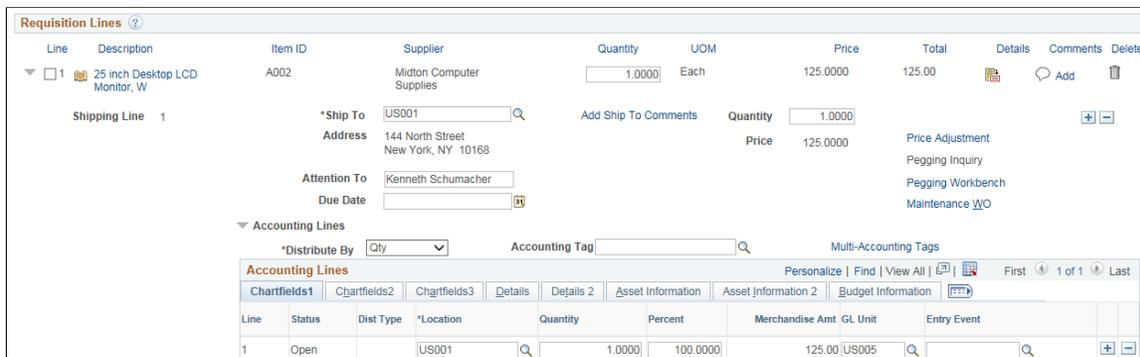 Requisition Lines ?
Line Description Item ID Supplier Quantity UOM Price Total Details Comments Delete
1 25 inch Desktop LCD Monitor, W A002 Midton Computer Supplies 1.0000 Each 125.0000 125.00 Add
Shipping Line 1 *Ship To US001 Add Ship To Comments Quantity 1.0000 + -
Address 144 North Street Price 125.0000 Price Adjustment
New York, NY 10168
Pegging Inquiry
Attention To Kenneth Schumacher Pegging Workbench
Due Date 31 Maintenance WO
Accounting Lines
*Distribute By Qty Accounting Tag Multi-Accounting Tags
Accounting Lines Personalize | Find | View All | | First 1 of 1 Last
Chartfields1 Chartfields2 Chartfields3 Details Details 2 Asset Information Asset Information 2 Budget Information
Line Status Dist Type *Location Quantity Percent Merchandise Amt GL Unit Entry Event
1 Open US001 1.0000 100.0000 125.00 US005 + -